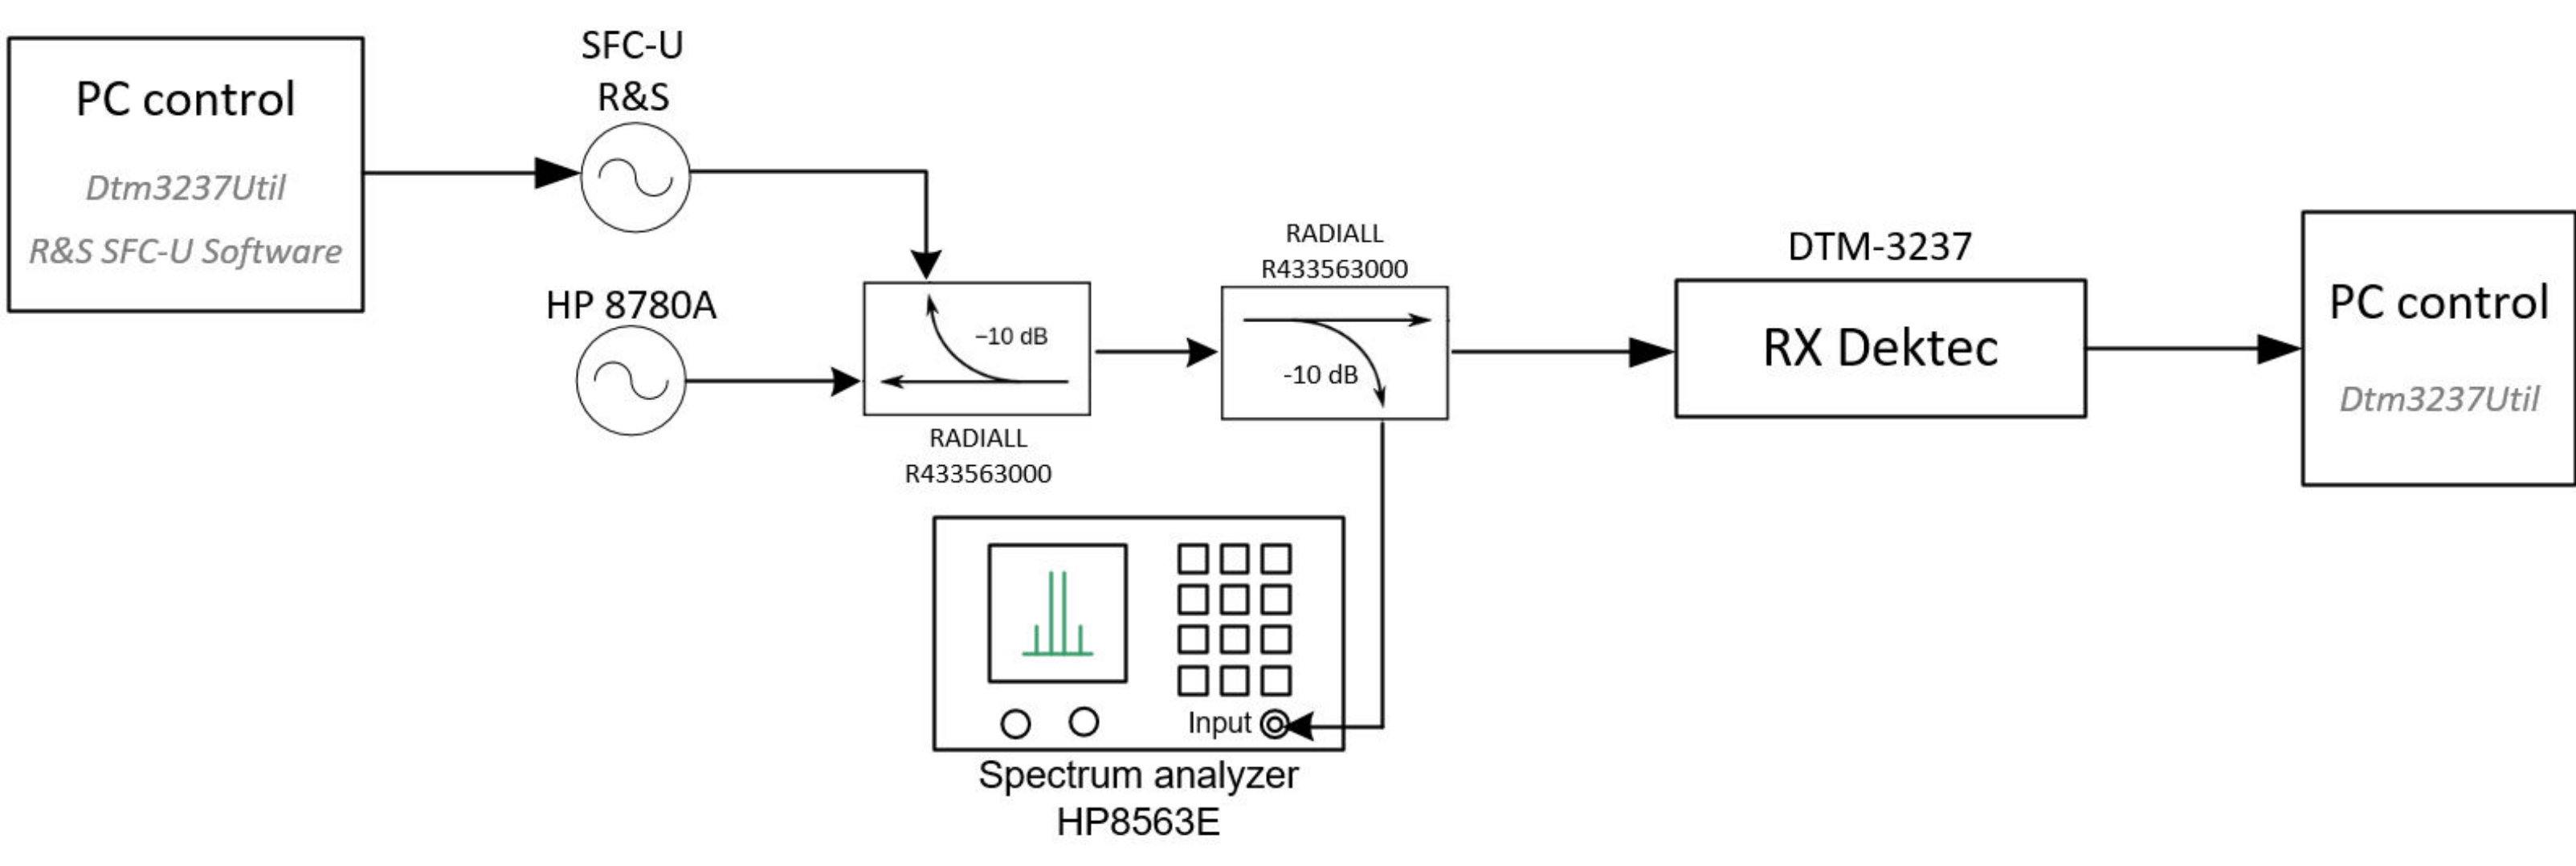 PC control
Dtm3237Util
R&S SFC-U Software
SFC-U
R&S
HP 8780A
−10 dB
RADIALL
R433563000
RADIALL
R433563000
-10 dB
DTM-3237
RX Dektec
PC control
Dtm3237Util
Input
Spectrum analyzer
HP8563E